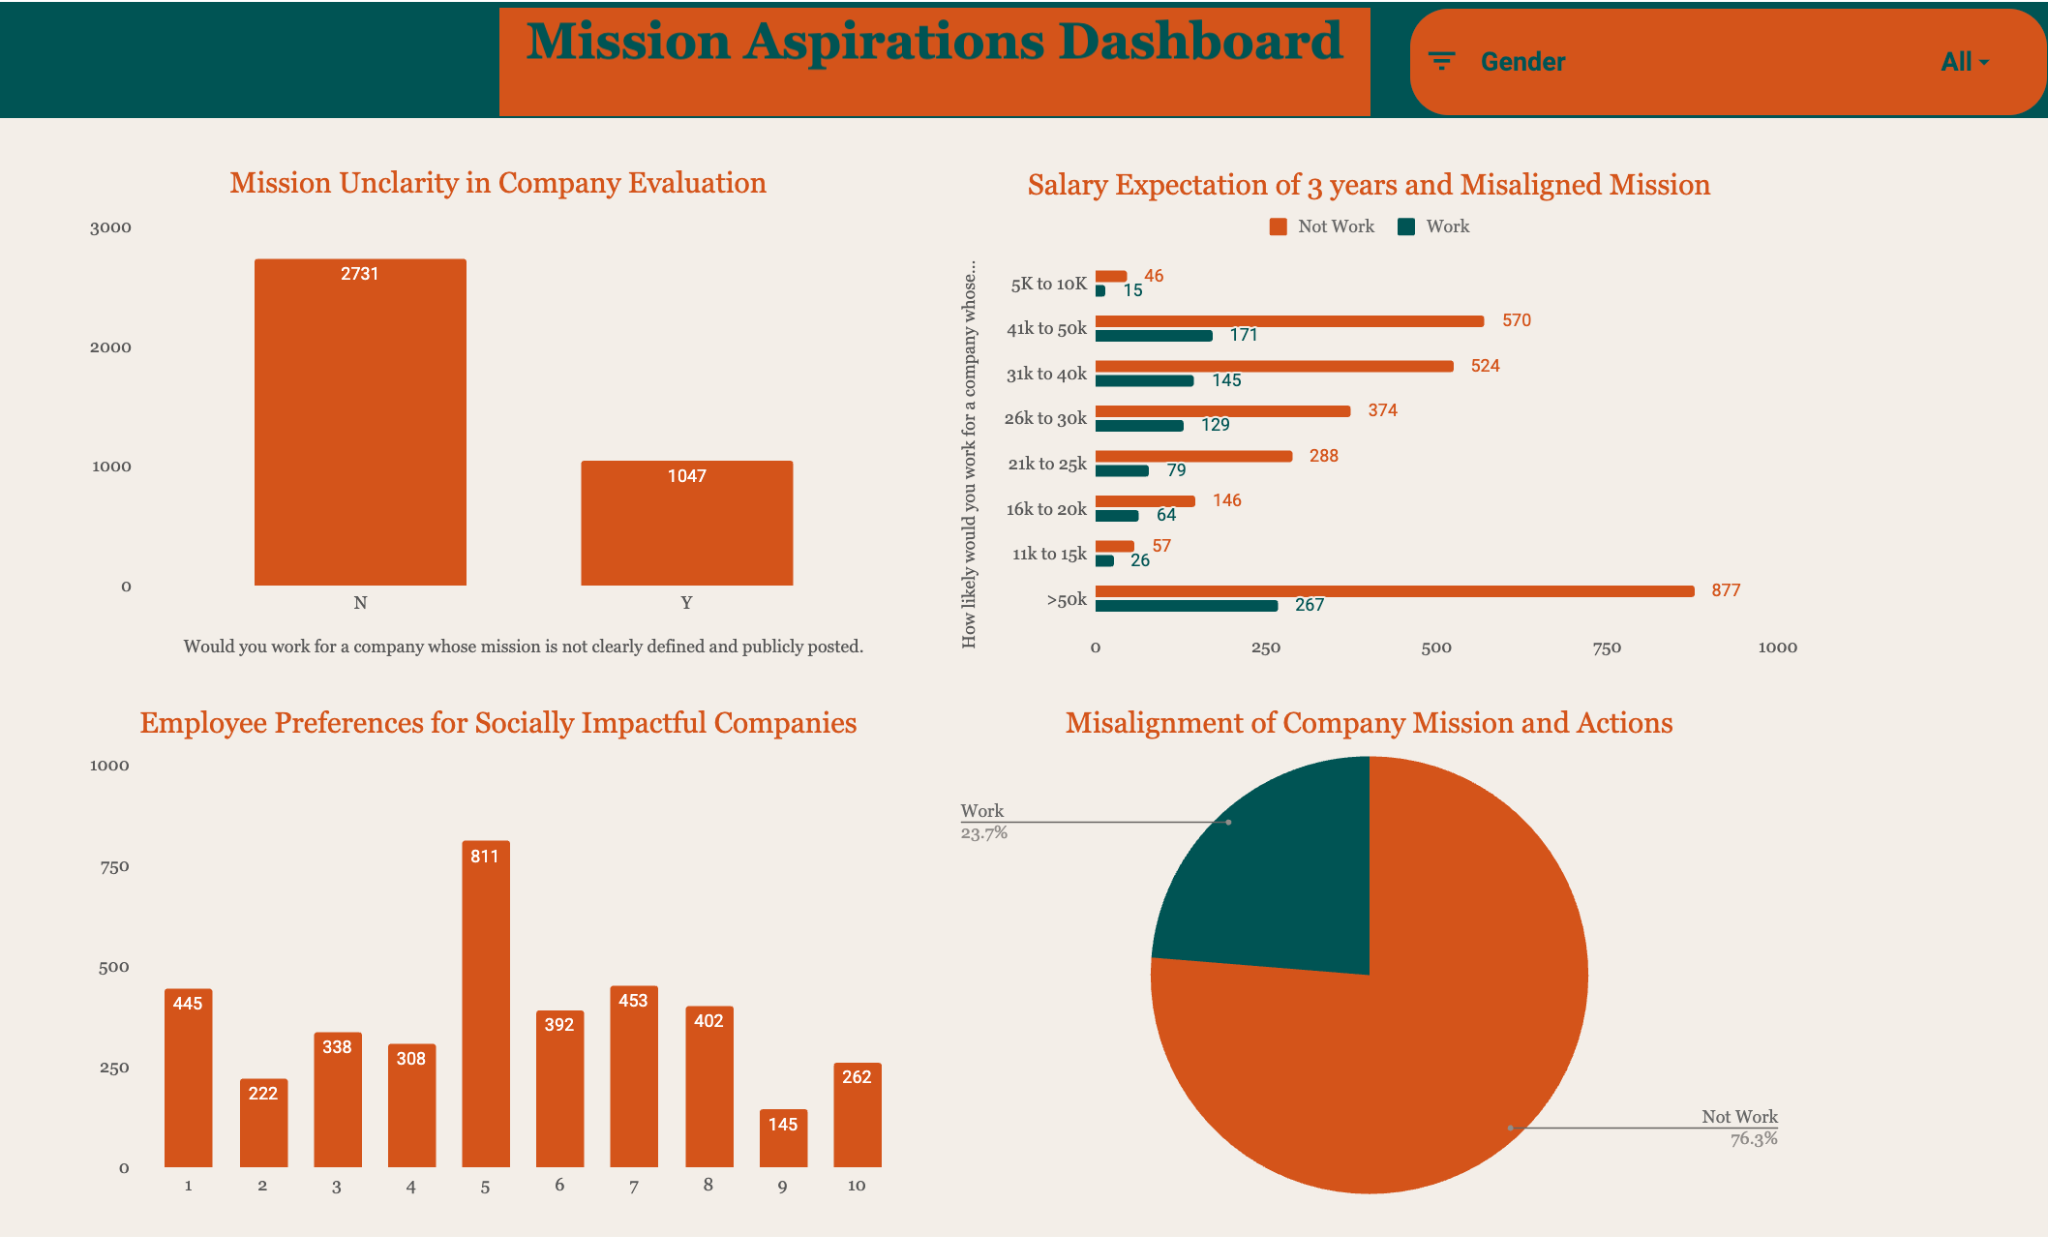 Mission Aspirations Dashboard
Gender
All
Mission Unclarity in Company Evaluation
3000
2000
1000
0
2731
1047
N
Y
Would you work for a company whose mission is not clearly defined and publicly posted.
Salary Expectation of 3 years and Misaligned Mission
Not Work
Work
How likely would you work for a company whose...
5K to 10K
46
15
41k to 50k
570
171
31k to 40k
524
145
26k to 30k
374
129
21k to 25k
288
79
16k to 20k
146
64
11k to 15k
57
26
>50k
877
267
0
250
500
750
1000
Employee Preferences for Socially Impactful Companies
1000
750
500
250
0
445
222
338
308
811
392
453
402
145
262
1
2
3
4
5
6
7
8
9
10
Misalignment of Company Mission and Actions
Work
23.7%
Not Work
76.3%